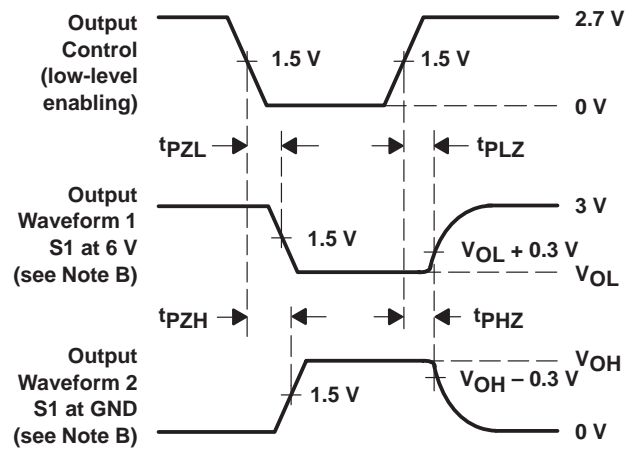 Output
Control
(low-level
enabling)
2.7 V
1.5 V
1.5 V
0 V
tPZL
tPLZ
Output
Waveform 1
S1 at 6 V
(see Note B)
3 V
1.5 V
VOL + 0.3 V
VOL
tPZH
tPHZ
Output
Waveform 2
S1 at GND
(see Note B)
VOH
1.5 V
VOH – 0.3 V
0 V